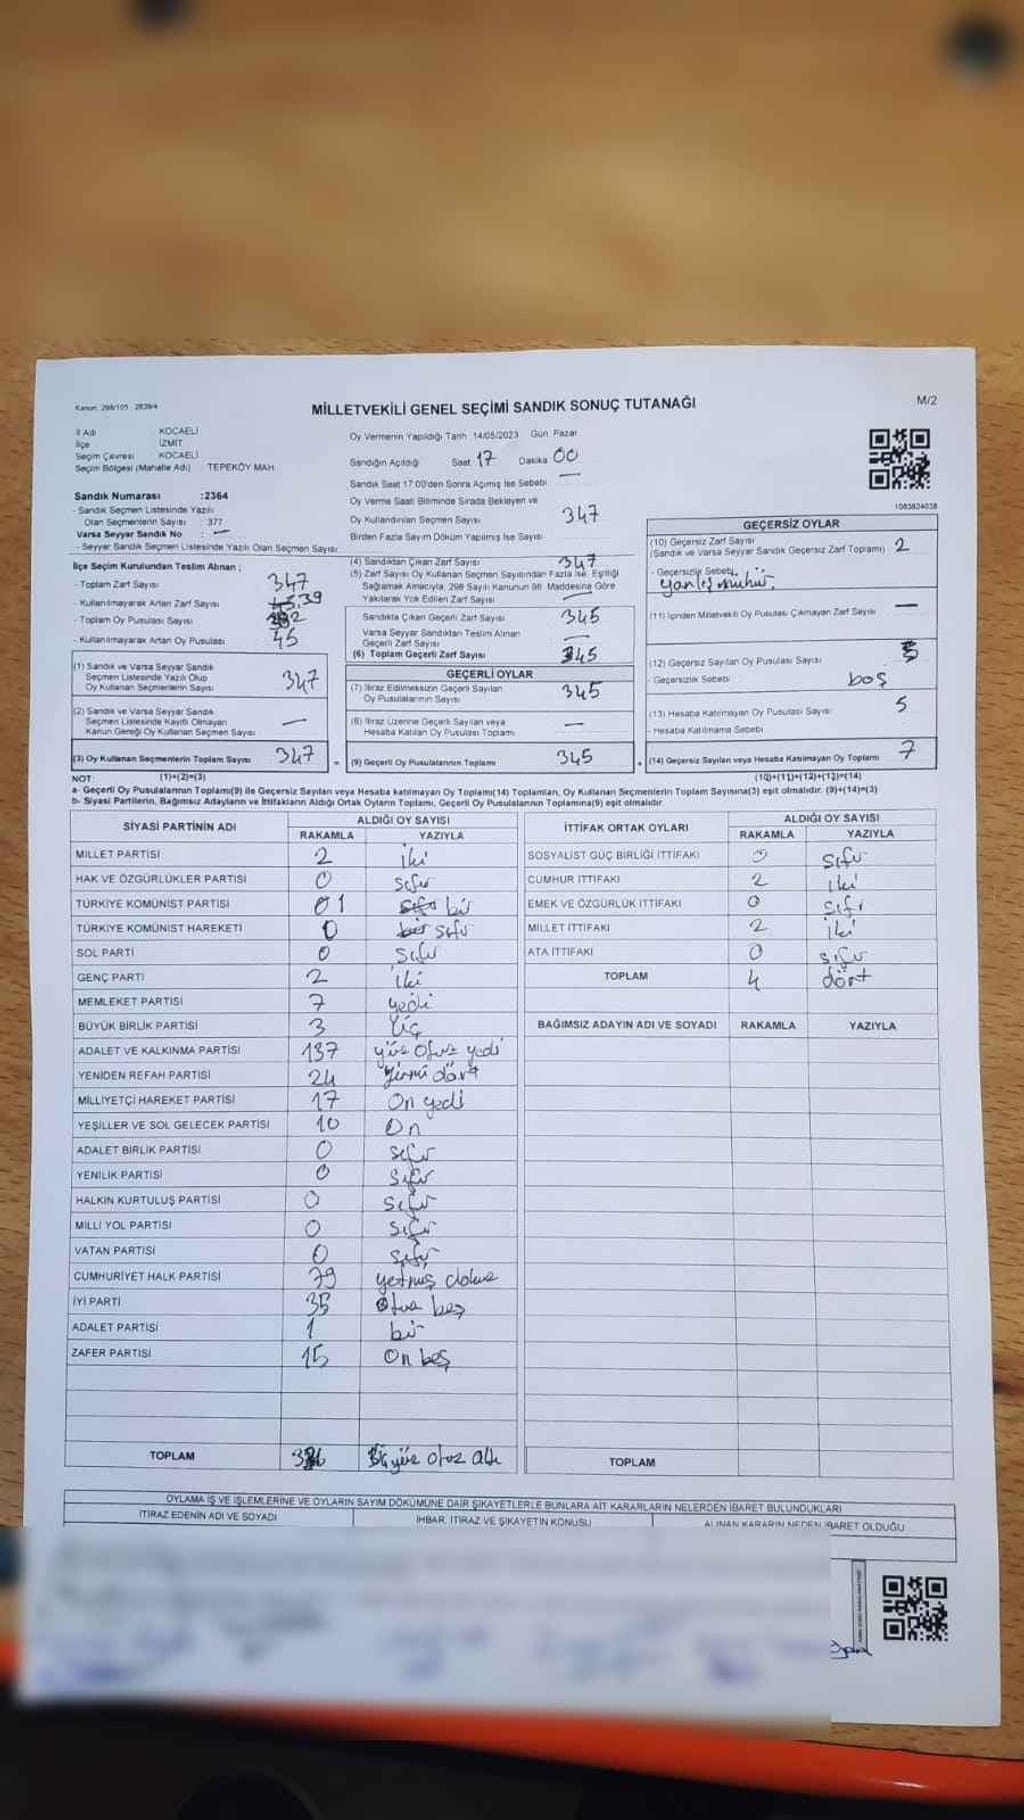 Kanun: 298/105 : 2839/4
MİLLETVEKİLİ GENEL SEÇİMİ SANDIK SONUÇ TUTANAĞI
M/2
İl Adı KOCAELİ
İlçe İZMİT
Seçim Çevresi KOCAELİ
Seçim Bölgesi (Mahalle Adı) TEPEKÖY MAH
Sandık Numarası :2364
- Sandık Seçmen Listesinde Yazılı
Olan Seçmenlerin Sayısı : 377
Varsa Seyyar Sandık No : —
- Seyyar Sandık Seçmen Listesinde Yazılı Olan Seçmen Sayısı
Oy Vermenin Yapıldığı Tarih 14/05/2023 Gün Pazar
Sandığın Açıldığı Saat 17 Dakika 00
Sandık Saat 17:00'den Sonra Açılmış İse Sebebi —
Oy Verme Saati Bitiminde Sırada Bekleyen ve
Oy Kullandırılan Seçmen Sayısı 347
Birden Fazla Sayım Döküm Yapılmış İse Sayısı
1083824038
İlçe Seçim Kurulundan Teslim Alınan ;
- Toplam Zarf Sayısı 347
- Kullanılmayarak Artan Zarf Sayısı 39
- Toplam Oy Pusulası Sayısı
- Kullanılmayarak Artan Oy Pusulası 45
(1) Sandık ve Varsa Seyyar Sandık
Seçmen Listesinde Yazılı Olup
Oy Kullanan Seçmenlerin Sayısı 347
(2) Sandık ve Varsa Seyyar Sandık
Seçmen Listesinde Kayıtlı Olmayan
Kanun Gereği Oy Kullanan Seçmen Sayısı —
(3) Oy Kullanan Seçmenlerin Toplam Sayısı 347 =
(4) Sandıktan Çıkan Zarf Sayısı 347
(5) Zarf Sayısı Oy Kullanan Seçmen Sayısından Fazla İse, Eşitliği
Sağlamak Amacıyla; 298 Sayılı Kanunun 98. Maddesine Göre
Yakılarak Yok Edilen Zarf Sayısı —
Sandıkta Çıkan Geçerli Zarf Sayısı 345
Varsa Seyyar Sandıktan Teslim Alınan
Geçerli Zarf Sayısı —
(6) Toplam Geçerli Zarf Sayısı 345
GEÇERLİ OYLAR
(7) İtiraz Edilmeksizin Geçerli Sayılan
Oy Pusulalarının Sayısı 345
(8) İtiraz Üzerine Geçerli Sayılan veya
Hesaba Katılan Oy Pusulası Toplamı —
(9) Geçerli Oy Pusulalarının Toplamı 345 +
GEÇERSİZ OYLAR
(10) Geçersiz Zarf Sayısı
(Sandık ve Varsa Seyyar Sandık Geçersiz Zarf Toplamı) 2
- Geçersizlik Sebebi
yanlış mühür.
(11) İçinden Milletvekili Oy Pusulası Çıkmayan Zarf Sayısı —
(12) Geçersiz Sayılan Oy Pusulası Sayısı
- Geçersizlik Sebebi boş
(13) Hesaba Katılmayan Oy Pusulası Sayısı 5
- Hesaba Katılmama Sebebi
(14) Geçersiz Sayılan veya Hesaba Katılmayan Oy Toplamı 7
NOT: (1)+(2)=(3) (10)+(11)+(12)+(13)=(14)
a- Geçerli Oy Pusulalarının Toplamı(9) ile Geçersiz Sayılan veya Hesaba katılmayan Oy Toplamı(14) Toplamları, Oy Kullanan Seçmenlerin Toplam Sayısına(3) eşit olmalıdır. (9)+(14)=(3)
b- Siyasi Partilerin, Bağımsız Adayların ve İttifakların Aldığı Ortak Oyların Toplamı, Geçerli Oy Pusulalarının Toplamına(9) eşit olmalıdır.
SİYASİ PARTİNİN ADI ALDIĞI OY SAYISI
RAKAMLA YAZIYLA
MİLLET PARTİSİ 2 iki
HAK VE ÖZGÜRLÜKLER PARTİSİ 0 sıfır
TÜRKİYE KOMÜNİST PARTİSİ 01 sıfır bir
TÜRKİYE KOMÜNİST HAREKETİ 0 bir sıfır
SOL PARTİ 0 sıfır
GENÇ PARTİ 2 iki
MEMLEKET PARTİSİ 7 yedi
BÜYÜK BİRLİK PARTİSİ 3 üç
ADALET VE KALKINMA PARTİSİ 137 yüz otuz yedi
YENİDEN REFAH PARTİSİ 24 yirmi dört
MİLLİYETÇİ HAREKET PARTİSİ 17 On yedi
YEŞİLLER VE SOL GELECEK PARTİSİ 10 On
ADALET BİRLİK PARTİSİ 0 sıfır
YENİLİK PARTİSİ 0 sıfır
HALKIN KURTULUŞ PARTİSİ 0 sıfır
MİLLİ YOL PARTİSİ 0 sıfır
VATAN PARTİSİ 0 sıfır
CUMHURİYET HALK PARTİSİ 79 yetmiş dokuz
İYİ PARTİ 35 Otuz beş
ADALET PARTİSİ 1 bir
ZAFER PARTİSİ 15 On beş
TOPLAM yüz otuz altı
İTTİFAK ORTAK OYLARI ALDIĞI OY SAYISI
RAKAMLA YAZIYLA
SOSYALİST GÜÇ BİRLİĞİ İTTİFAKI 0 sıfır
CUMHUR İTTİFAKI 2 iki
EMEK VE ÖZGÜRLÜK İTTİFAKI 0 sıfır
MİLLET İTTİFAKI 2 iki
ATA İTTİFAKI 0 sıfır
TOPLAM 4 dört
BAĞIMSIZ ADAYIN ADI VE SOYADI RAKAMLA YAZIYLA
TOPLAM
OYLAMA İŞ VE İŞLEMLERİNE VE OYLARIN SAYIM DÖKÜMÜNE DAİR ŞİKAYETLERLE BUNLARA AİT KARARLARIN NELERDEN İBARET BULUNDUKLARI
İTİRAZ EDENİN ADI VE SOYADI İHBAR, İTİRAZ VE ŞİKAYETİN KONUSU ALINAN KARARIN NEDEN İBARET OLDUĞU